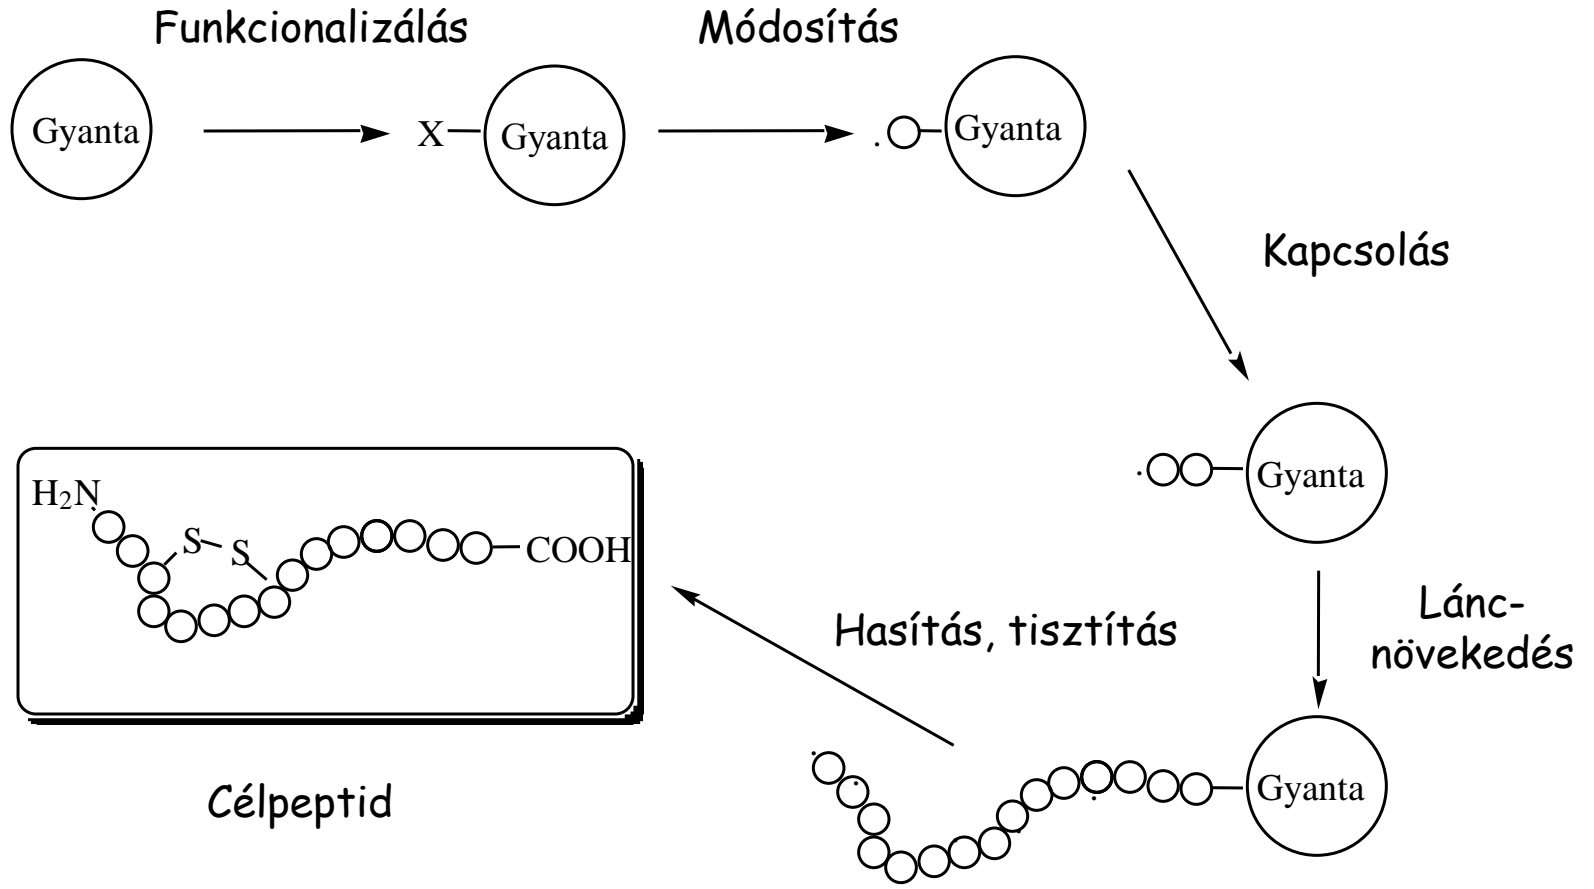 Funkcionalizálás
Módosítás
Gyanta
X
Gyanta
Gyanta
Kapcsolás
Gyanta
H₂N
S
S
COOH
Hasítás, tisztítás
Lánc-
növekedés
Gyanta
Célpeptid